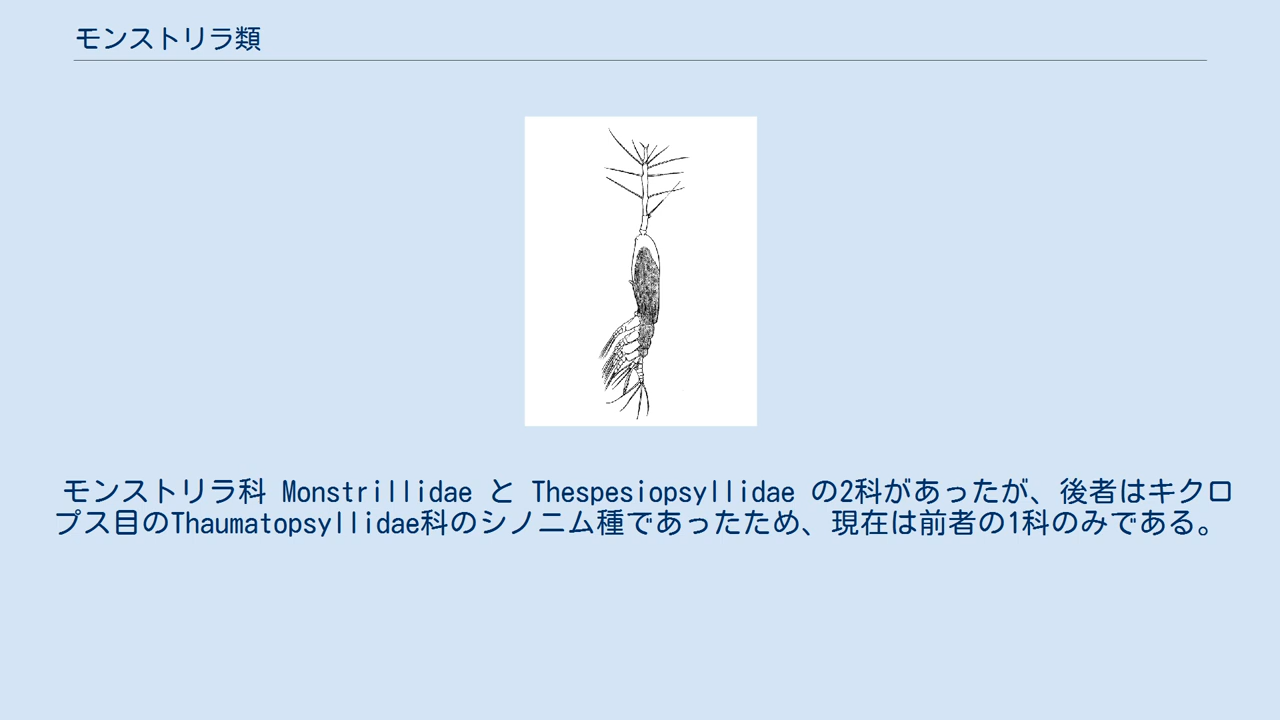 モンストリラ類
モンストリラ科 Monstrillidae と Thespesiopsyllidae の2科があったが、後者はキクロ
プス目のThaumatopsyllidae科のシノニム種であったため、現在は前者の1科のみである。